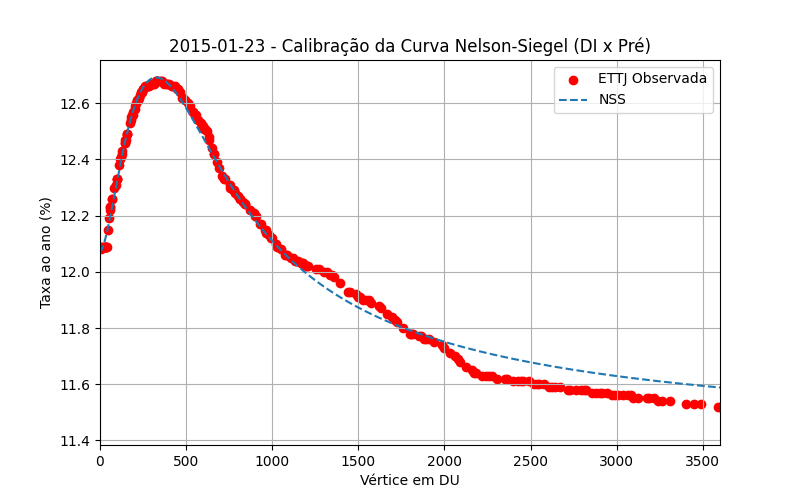 2015-01-23 - Calibração da Curva Nelson-Siegel (DI x Pré)
ETTJ Observada
NSS
Taxa ao ano (%)
12.6
12.4
12.2
12.0
11.8
11.6
11.4
0 500 1000 1500 2000 2500 3000 3500
Vértice em DU